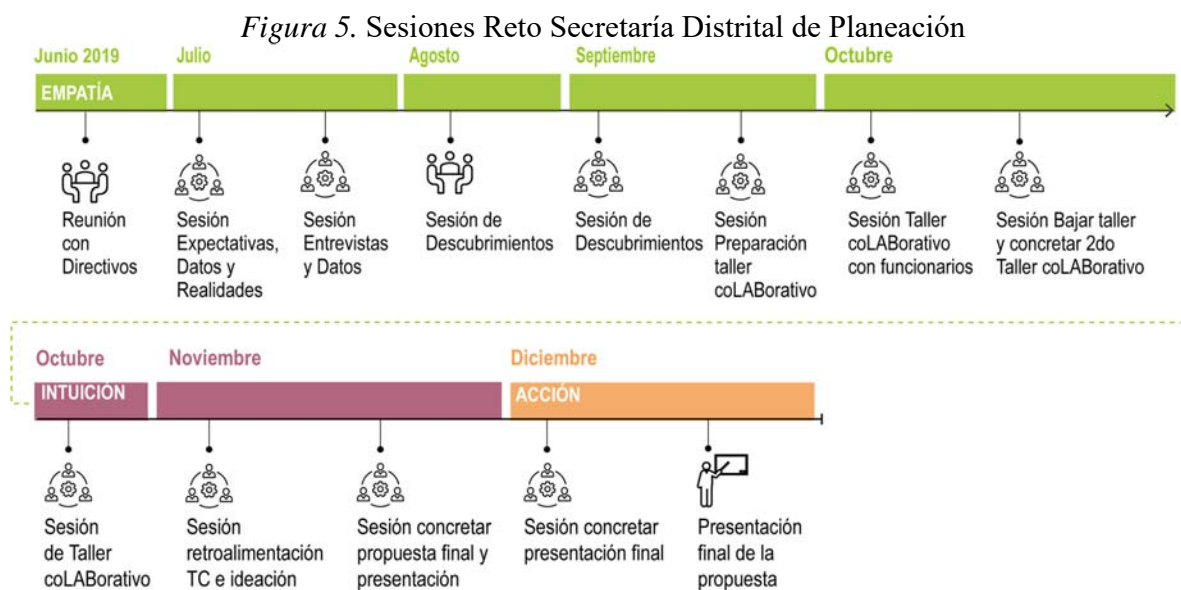 Figura 5. Sesiones Reto Secretaría Distrital de Planeación
Junio 2019
Julio
Agosto
Septiembre
Octubre
EMPATÍA
Reunión
con
Directivos
Sesión
Expectativas,
Datos y
Realidades
Sesión
Entrevistas
y Datos
Sesión de
Descubrimientos
Sesión de
Descubrimientos
Sesión
Preparación
taller
coLABorativo
Sesión Taller
coLABorativo
con funcionarios
Sesión Bajar taller
y concretar 2do
Taller coLABorativo
Octubre
Noviembre
Diciembre
INTUICIÓN
ACCIÓN
Sesión
de Taller
coLABorativo
Sesión
retroalimentación
TC e ideación
Sesión concretar
propuesta final y
presentación
Sesión concretar
presentación final
Presentación
final de la
propuesta